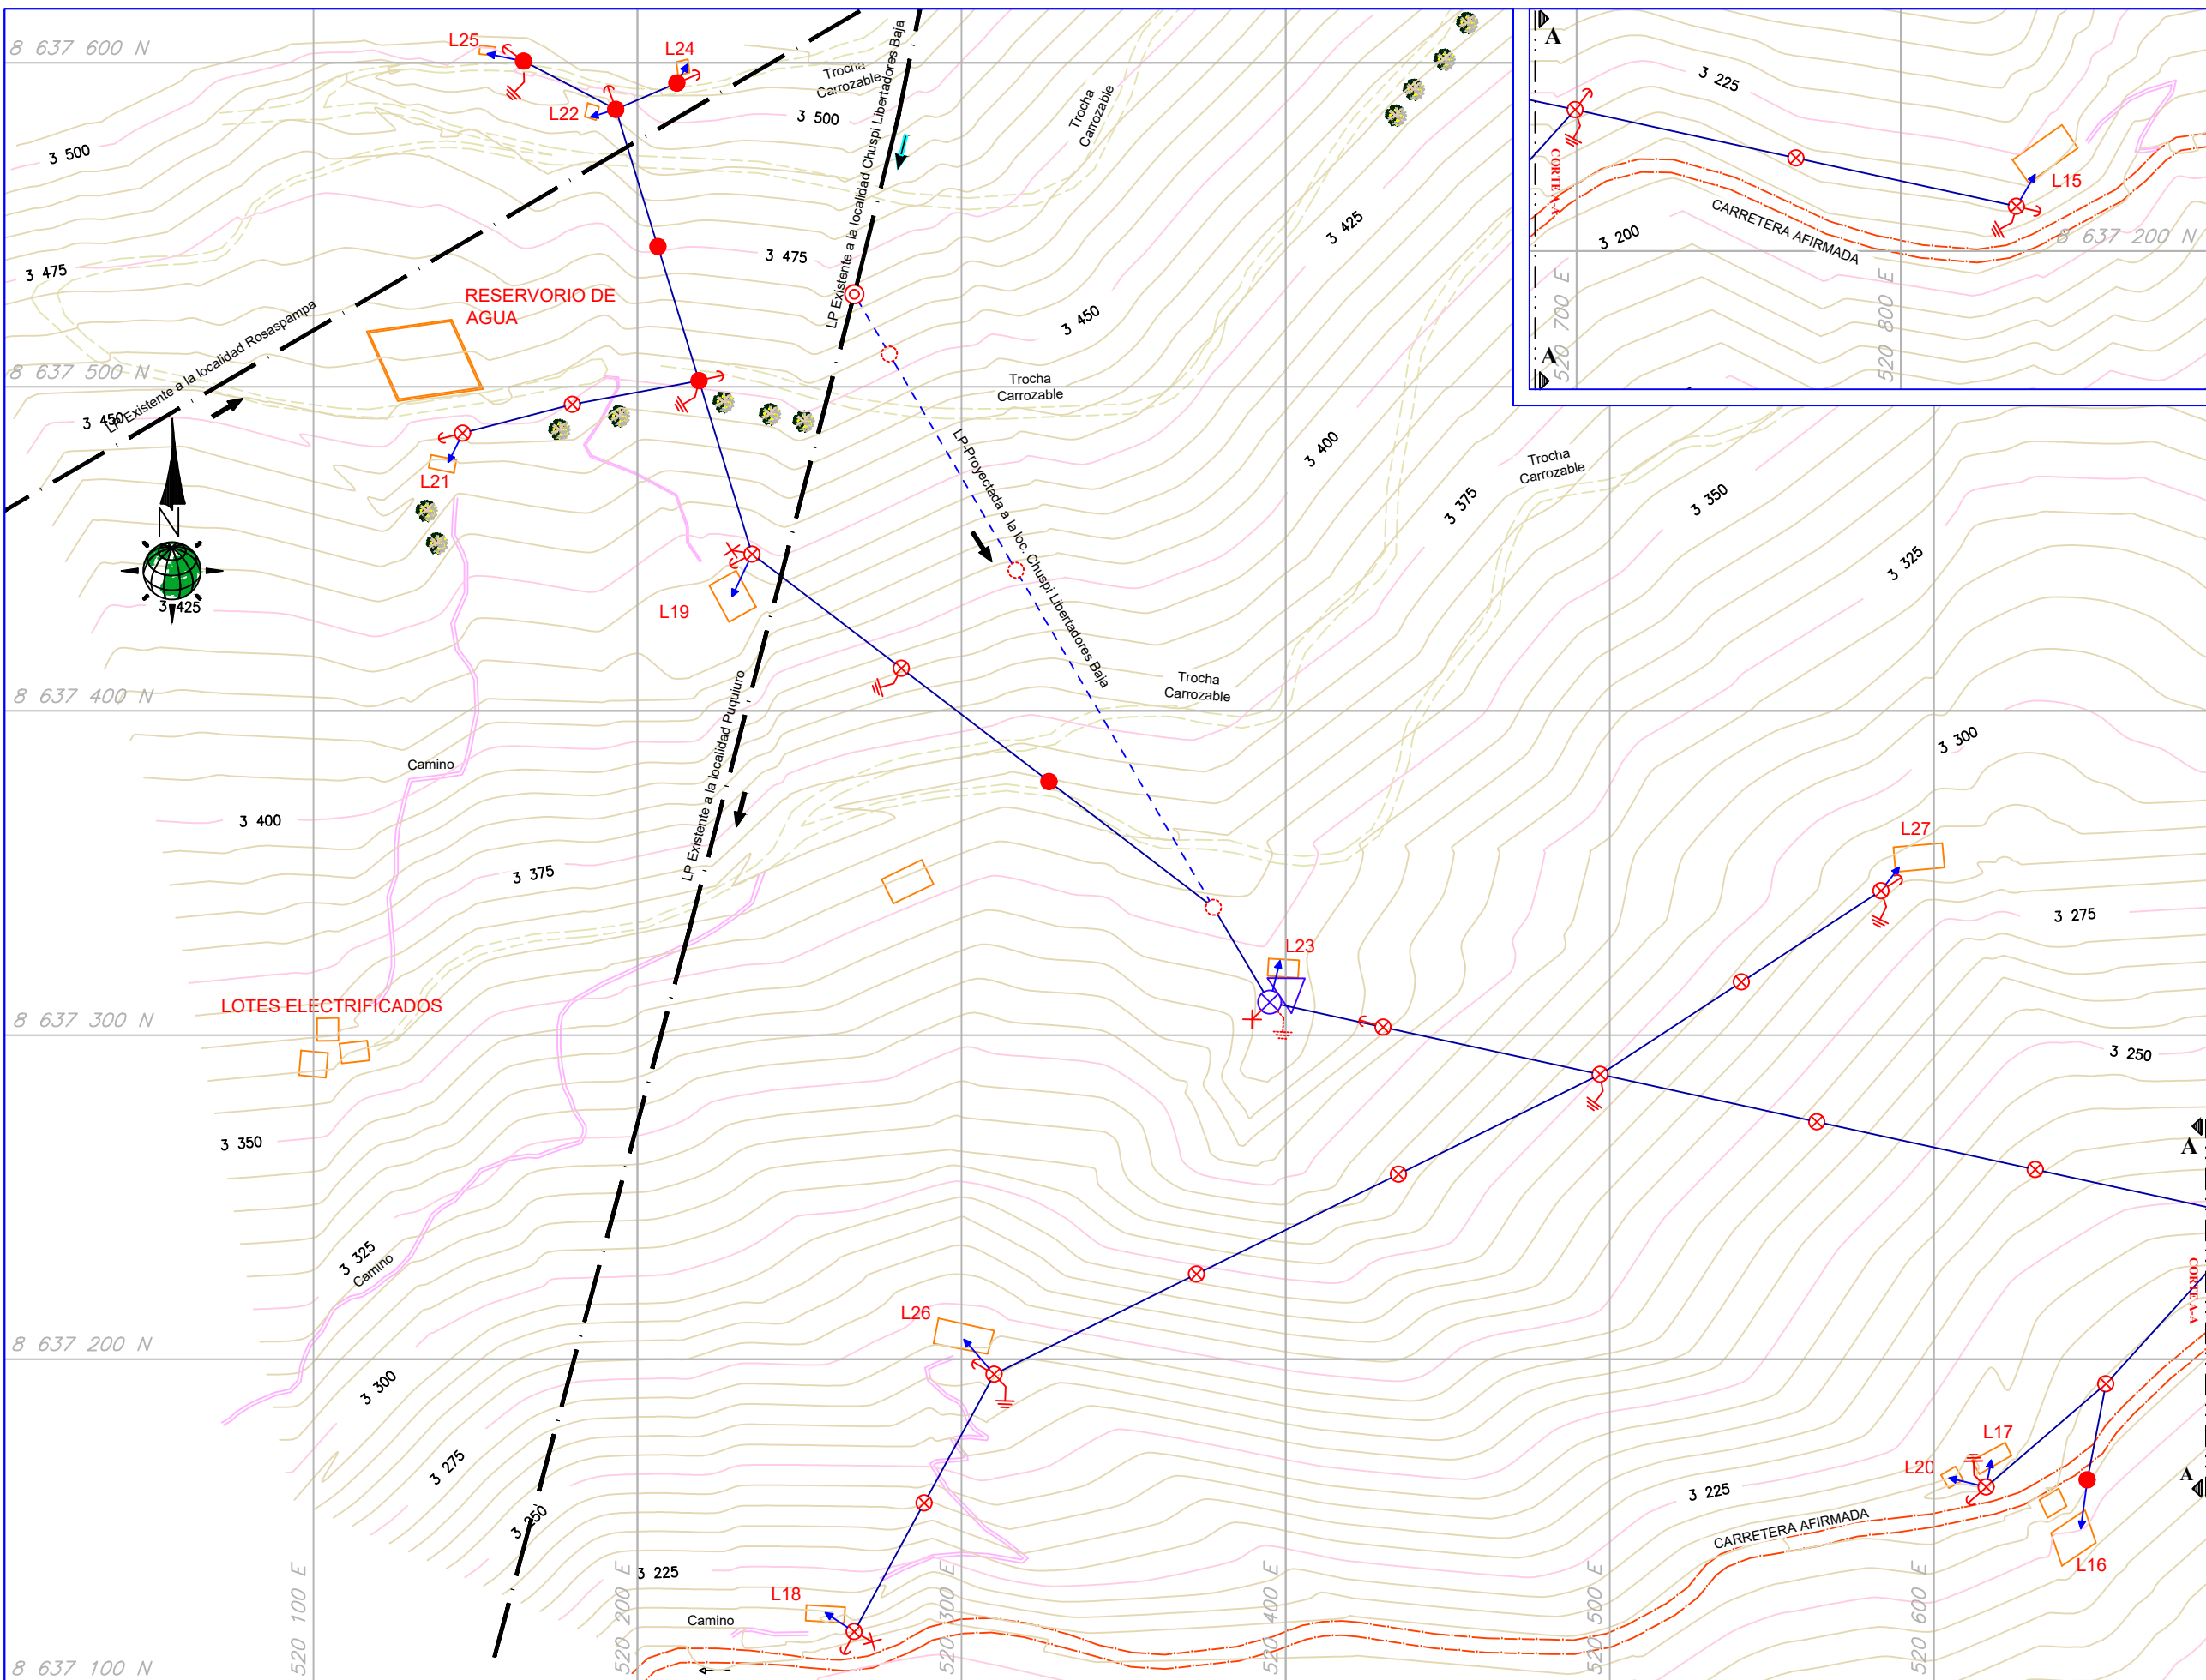 8 637 600 N
L25
L24
L22
Trocha
Carrozable
3 500
3 500
LP Existente a la localidad Chuspi Libertadores Baja
Trocha
Carrozable
A
3 225
CORTE A-A
L15
CARRETERA AFIRMADA
3 200
8 637 200 N
520 700 E
520 800 E
A
3 425
3 475
3 475
RESERVORIO DE
AGUA
LP Existente a la localidad Rosaspampa
3 450
8 637 500 N
3 450
Trocha
Carrozable
L21
N
3 425
LP-Proyectada a la loc. Chuspi Libertadores Baja
3 400
3 375
Trocha
Carrozable
3 350
3 325
L19
8 637 400 N
LP Existente a la localidad Puquiuro
Trocha
Carrozable
Camino
3 300
3 400
3 375
L27
3 275
L23
LOTES ELECTRIFICADOS
8 637 300 N
3 250
3 350
A
3 325
Camino
CORTE A-A
L26
8 637 200 N
3 300
3 275
3 250
L17
L20
A
3 225
CARRETERA AFIRMADA
L16
3 225
L18
Camino
520 100 E
520 200 E
520 300 E
520 400 E
520 500 E
520 600 E
8 637 100 N